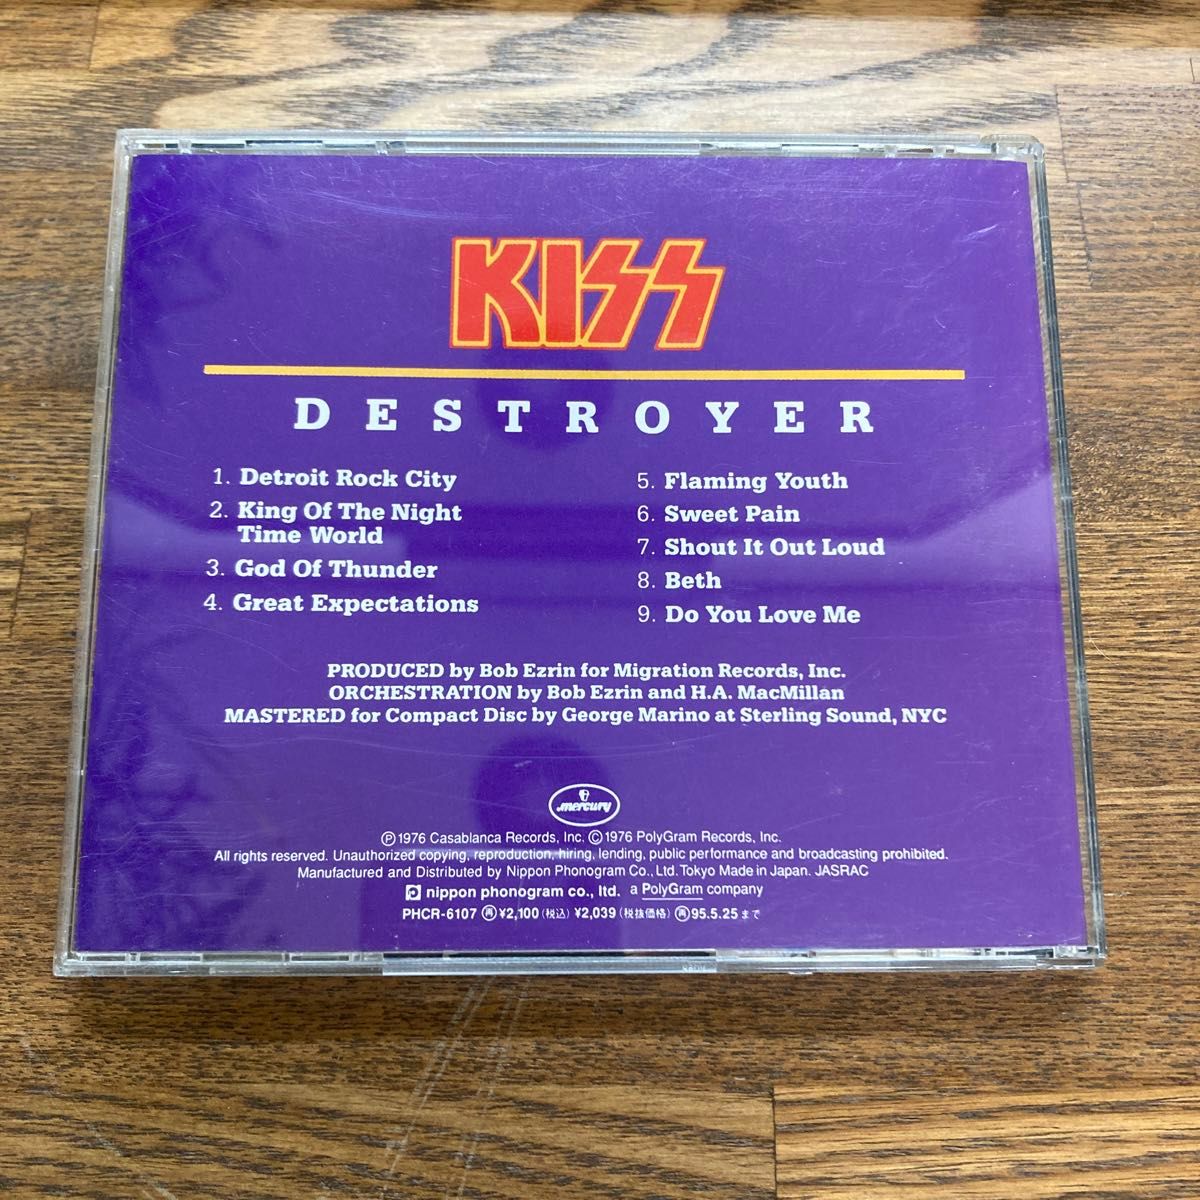 KISS
DESTROYER
1. Detroit Rock City
2. King Of The Night
Time World
3. God Of Thunder
4. Great Expectations
5. Flaming Youth
6. Sweet Pain
7. Shout It Out Loud
8. Beth
9. Do You Love Me
PRODUCED by Bob Ezrin for Migration Records, Inc.
ORCHESTRATION by Bob Ezrin and H.A. MacMillan
MASTERED for Compact Disc by George Marino at Sterling Sound, NYC
mercury
Ⓟ1976 Casablanca Records, Inc. ©1976 PolyGram Records, Inc.
All rights reserved. Unauthorized copying, reproduction, hiring, lending, public performance and broadcasting prohibited.
Manufactured and Distributed by Nippon Phonogram Co., Ltd. Tokyo Made in Japan. JASRAC
nippon phonogram co., ltd. a PolyGram company
PHCR-6107 ㊢¥2,100(税込) ¥2,039(税抜価格) ㊢95.5.25まで